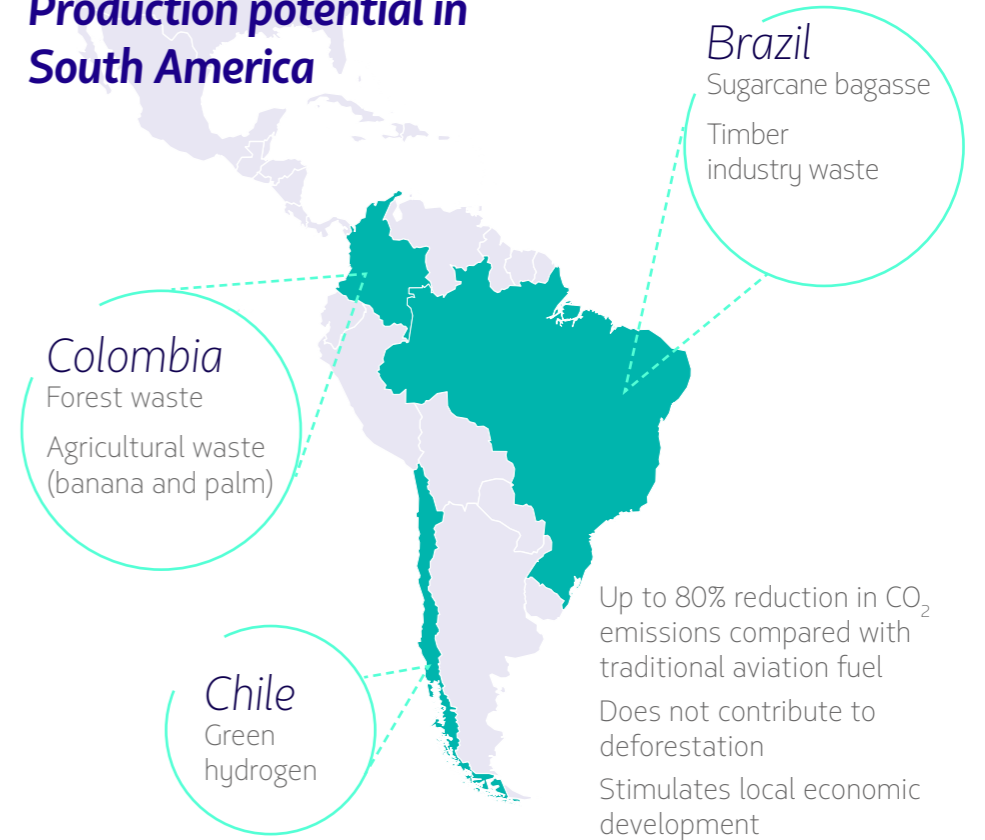 Production potential in
South America
Brazil
Sugarcane bagasse
Timber
industry waste
Colombia
Forest waste
Agricultural waste
(banana and palm)
Chile
Green
hydrogen
Up to 80% reduction in CO₂
emissions compared with
traditional aviation fuel
Does not contribute to
deforestation
Stimulates local economic
development